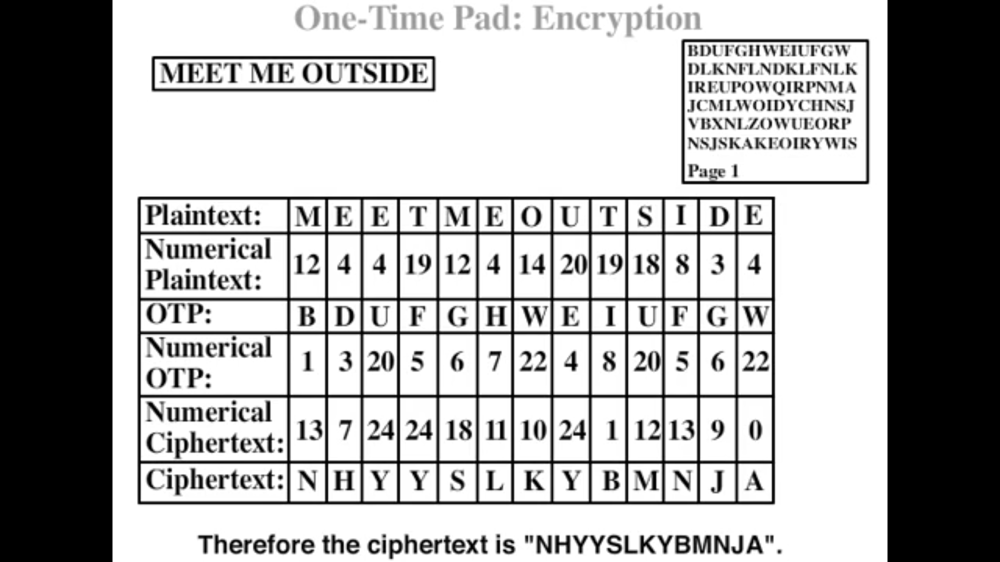 One-Time Pad: Encryption
MEET ME OUTSIDE
BDUFGHWEIUFGW
DLKNFLNDKLFNLK
IREUPOWQIRPNMA
JCMLWOIDYCHNSJ
VBXNLZOWUEORP
NSJSKAKEOIRYWIS
Page 1
Plaintext: M E E T M E O U T S I D E
Numerical Plaintext: 12 4 4 19 12 4 14 20 19 18 8 3 4
OTP: B D U F G H W E I U F G W
Numerical OTP: 1 3 20 5 6 7 22 4 8 20 5 6 22
Numerical Ciphertext: 13 7 24 24 18 11 10 24 1 12 13 9 0
Ciphertext: N H Y Y S L K Y B M N J A
Therefore the ciphertext is "NHYYSLKYBMNJA".